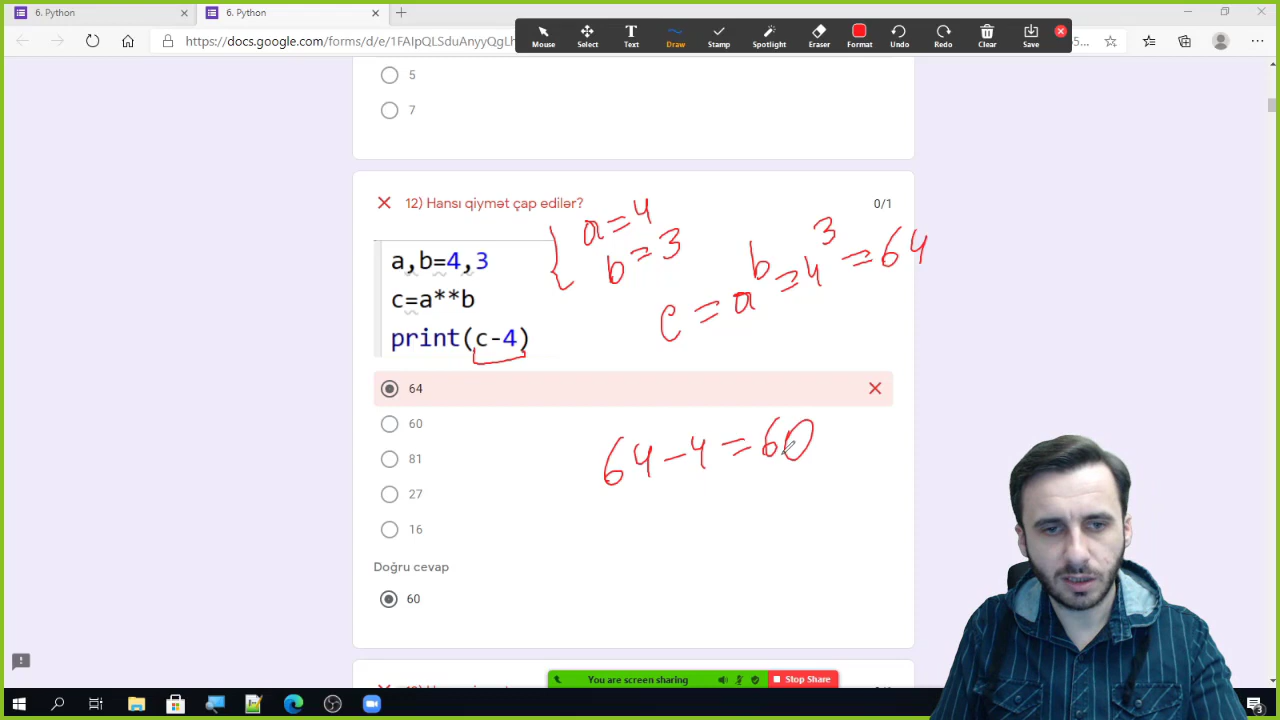 6. Python
6. Python
https://docs.google.com/forms/d/e/1FAIpQLSduAnyyQgLh
5...
Mouse
Select
Text
Draw
Stamp
Spotlight
Eraser
Format
Undo
Redo
Clear
Save
5
7
12) Hansı qiymət çap edilər?
0/1
a,b=4,3
c=a**b
print(c-4)
a=4
b=3
c=a^b=4^3=64
64
60
81
27
16
64-4=60
Doğru cevap
60
You are screen sharing
Stop Share
3